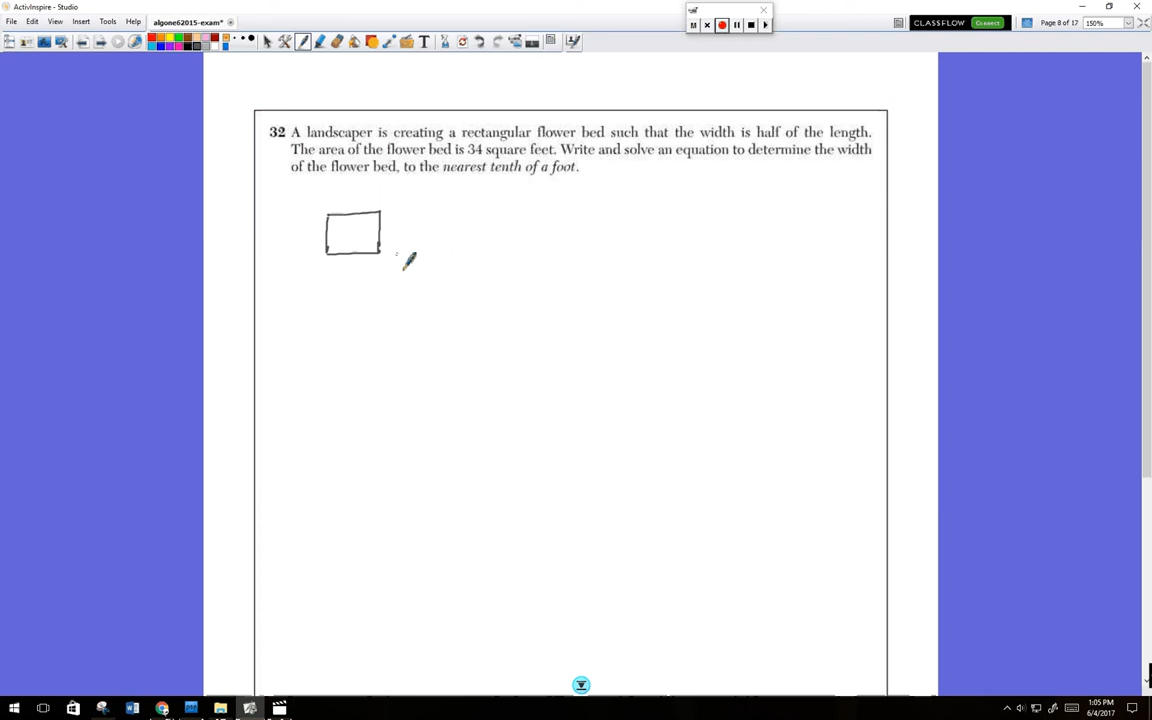 ActivInspire - Studio
File Edit View Insert Tools Help algone62015-exam* CLASSFLOW Connect Page 8 of 17 150%
M
T
32 A landscaper is creating a rectangular flower bed such that the width is half of the length.
The area of the flower bed is 34 square feet. Write and solve an equation to determine the width
of the flower bed, to the nearest tenth of a foot.
1:05 PM
6/4/2017